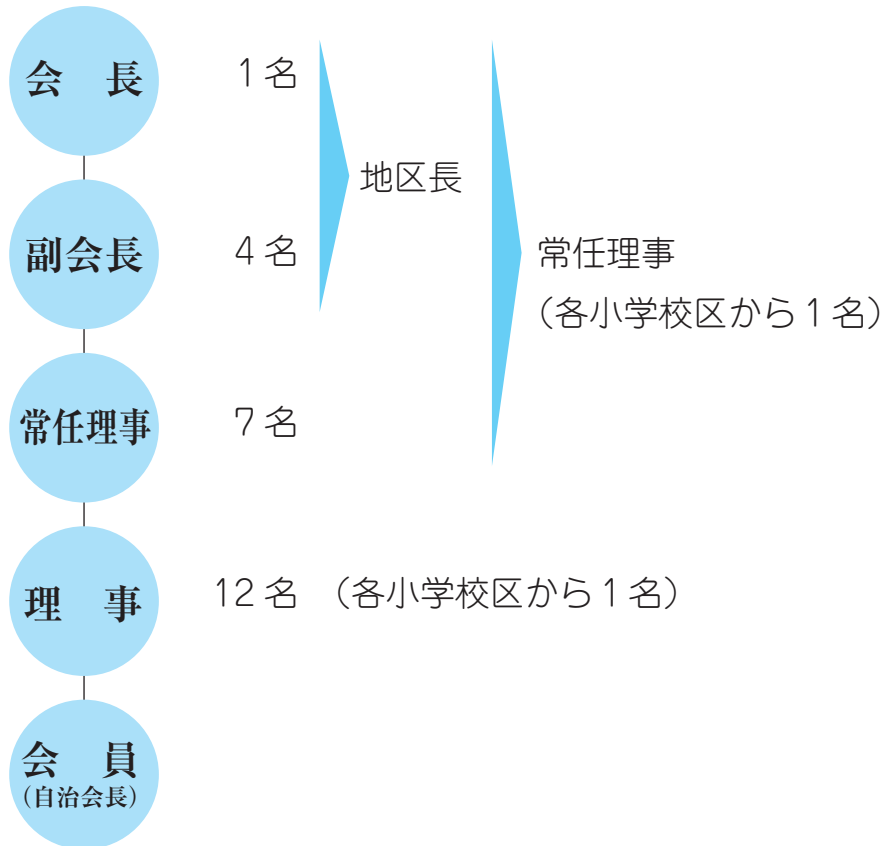 会　長
1名
地区長
副会長
4名
常任理事
（各小学校区から1名）
常任理事
7名
理　事
12名 （各小学校区から1名）
会　員
（自治会長）